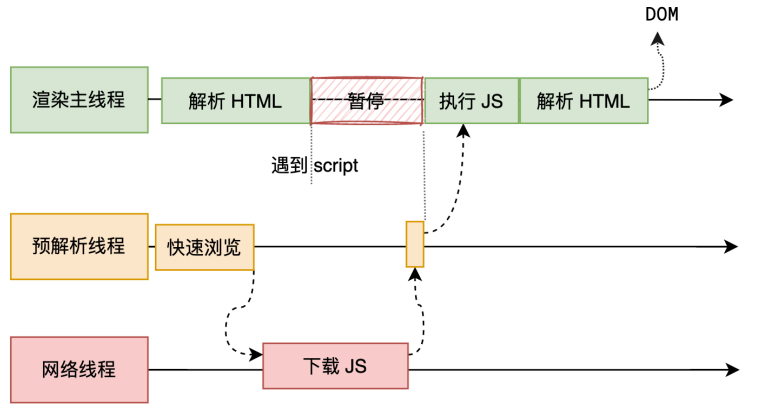 DOM
渲染主线程
解析 HTML
暂停
执行 JS
解析 HTML
遇到 script
预解析线程
快速浏览
网络线程
下载 JS